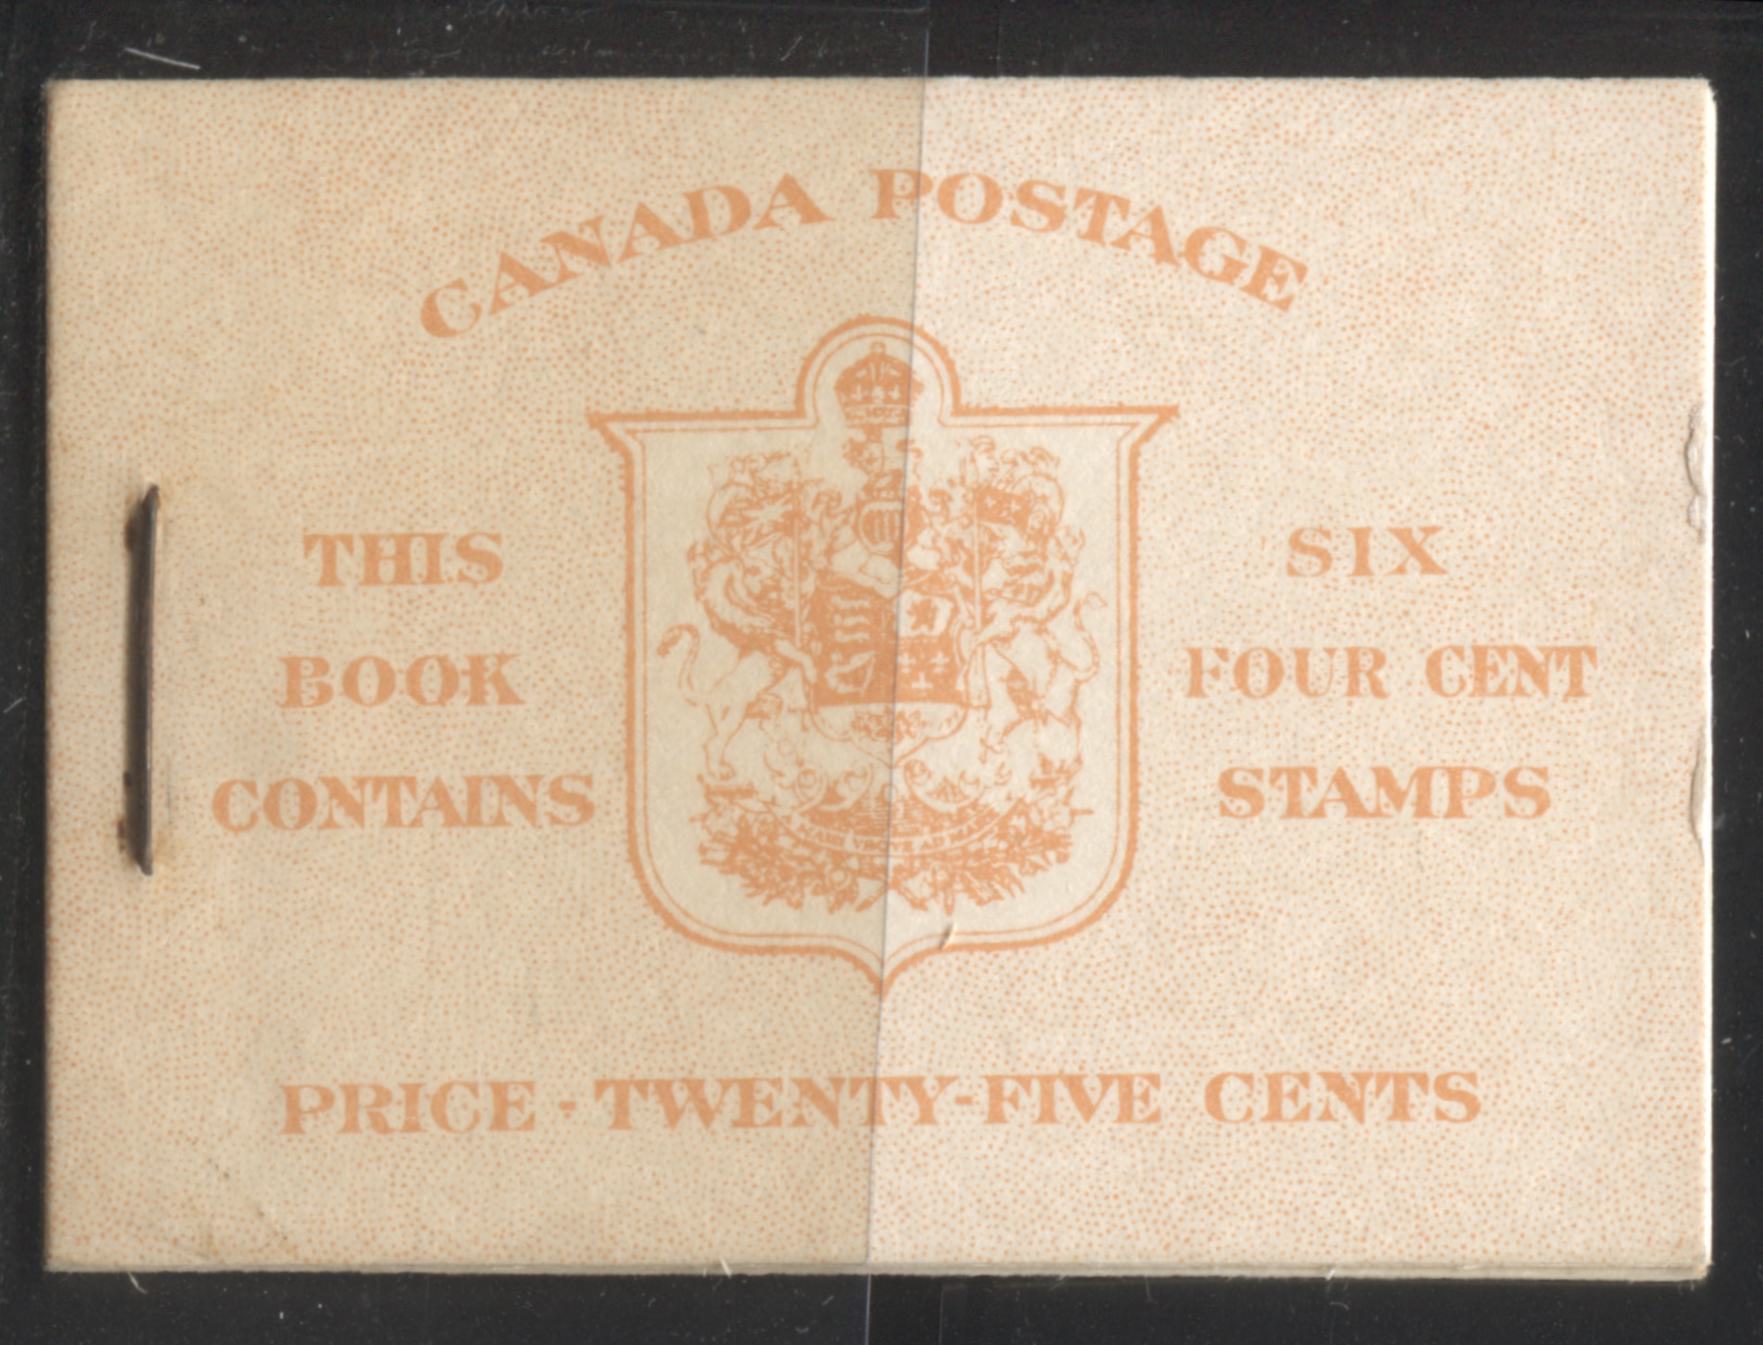 CANADA POSTAGE
THIS
BOOK
CONTAINS
SIX
FOUR CENT
STAMPS
PRICE - TWENTY-FIVE CENTS